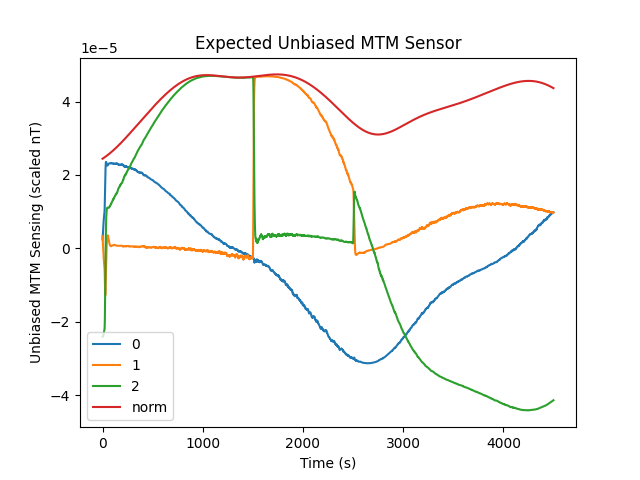 Expected Unbiased MTM Sensor
1e−5
Unbiased MTM Sensing (scaled nT)
4
2
0
−2
−4
0
1
2
norm
0
1000
2000
3000
4000
Time (s)